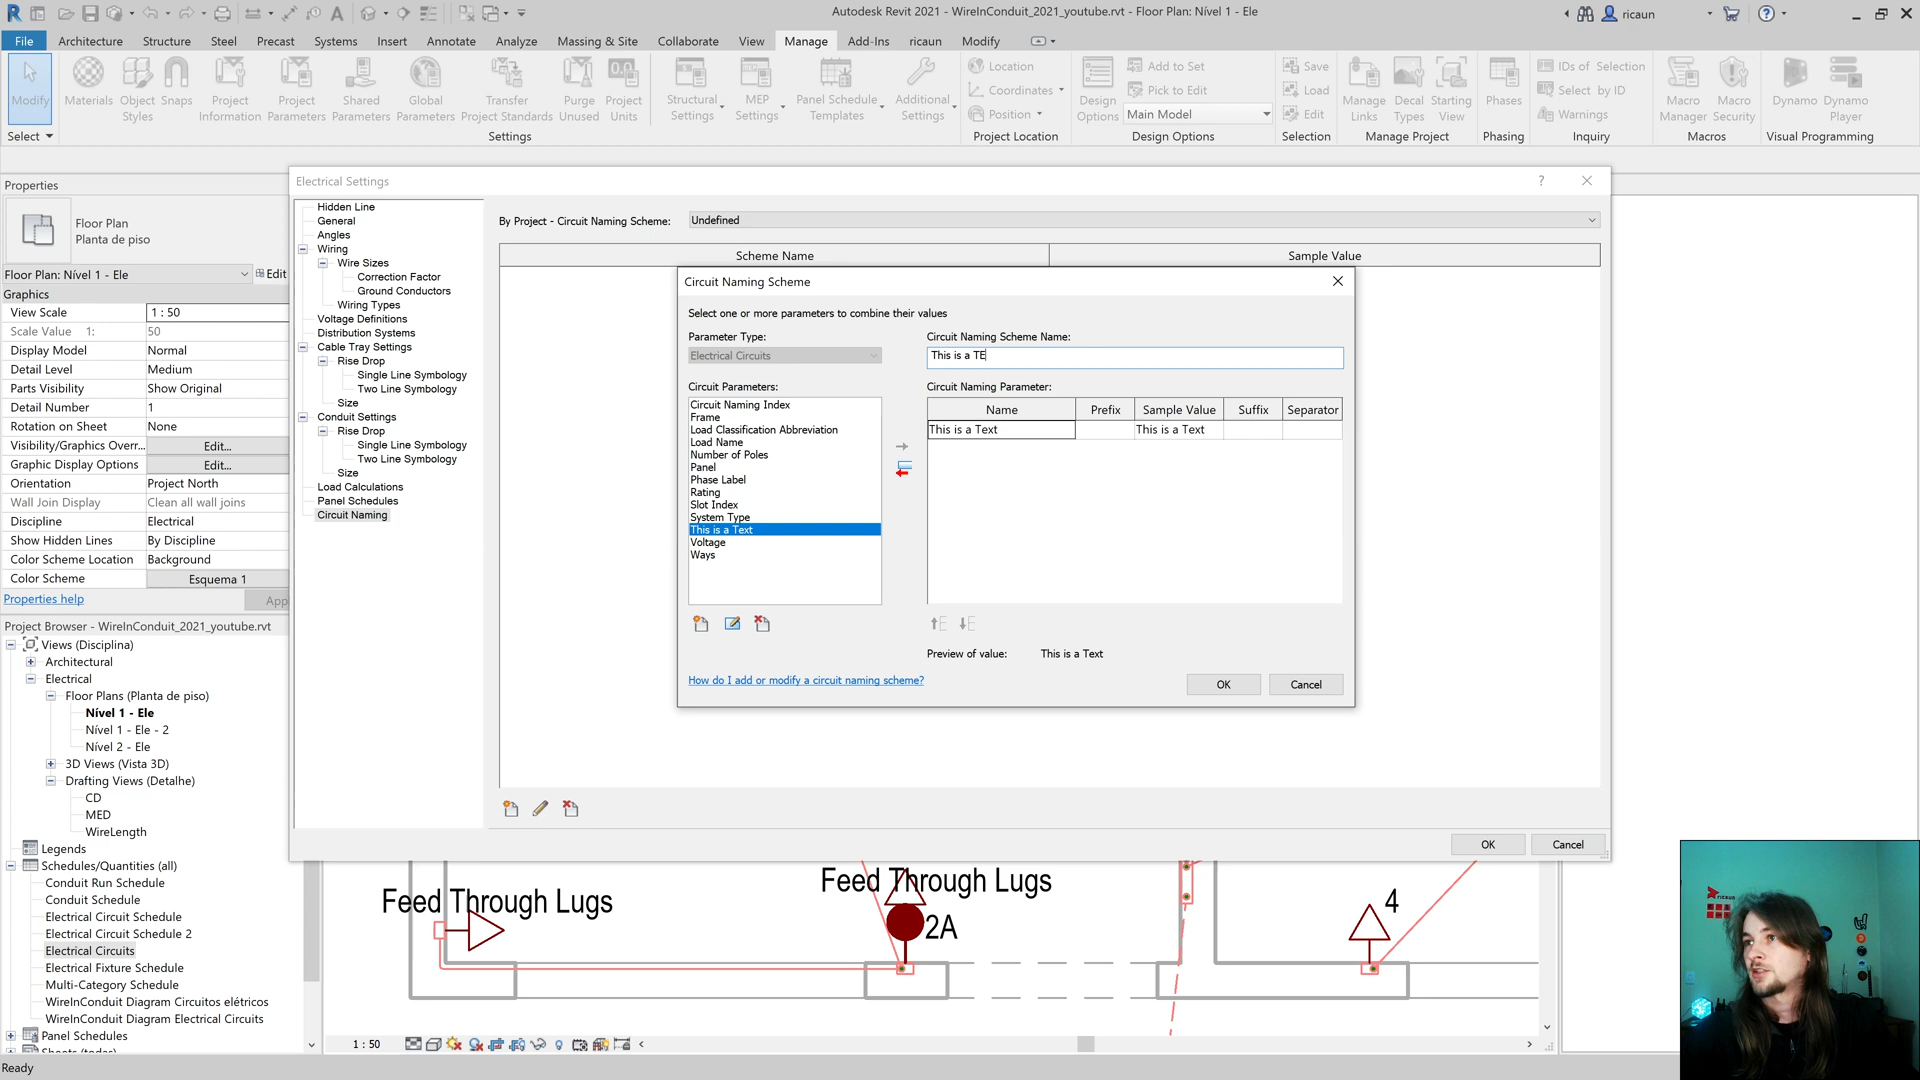 Autodesk Revit 2021 - WireInConduit_2021_youtube.rvt - Floor Plan: Nível 1 - Ele
ricaun
File Architecture Structure Steel Precast Systems Insert Annotate Analyze Massing & Site Collaborate View Manage Add-Ins ricaun Modify
Modify
Materials
Object Styles
Snaps
Project Information
Project Parameters
Shared Parameters
Global Parameters
Transfer Project Standards
Purge Unused
Project Units
Structural Settings
MEP Settings
Panel Schedule Templates
Additional Settings
Location
Coordinates
Position
Design Options
Add to Set
Pick to Edit
Main Model
Save
Load
Edit
Manage Links
Decal Types
Starting View
Phases
IDs of Selection
Select by ID
Warnings
Macro Manager
Macro Security
Dynamo
Dynamo Player
Select
Settings
Project Location
Design Options
Selection
Manage Project
Phasing
Inquiry
Macros
Visual Programming
Properties
Floor Plan
Planta de piso
Floor Plan: Nível 1 - Ele Edit
Graphics
View Scale 1 : 50
Scale Value 1: 50
Display Model Normal
Detail Level Medium
Parts Visibility Show Original
Detail Number 1
Rotation on Sheet None
Visibility/Graphics Overr... Edit...
Graphic Display Options Edit...
Orientation Project North
Wall Join Display Clean all wall joins
Discipline Electrical
Show Hidden Lines By Discipline
Color Scheme Location Background
Color Scheme Esquema 1
Properties help App
Project Browser - WireInConduit_2021_youtube.rvt
Views (Disciplina)
Architectural
Electrical
Floor Plans (Planta de piso)
Nível 1 - Ele
Nível 1 - Ele - 2
Nível 2 - Ele
3D Views (Vista 3D)
Drafting Views (Detalhe)
CD
MED
WireLength
Legends
Schedules/Quantities (all)
Conduit Run Schedule
Conduit Schedule
Electrical Circuit Schedule
Electrical Circuit Schedule 2
Electrical Circuits
Electrical Fixture Schedule
Multi-Category Schedule
WireInConduit Diagram Circuitos elétricos
WireInConduit Diagram Electrical Circuits
Panel Schedules
Sheets (todas)
Ready
Electrical Settings
?
Hidden Line
General
Angles
Wiring
Wire Sizes
Correction Factor
Ground Conductors
Wiring Types
Voltage Definitions
Distribution Systems
Cable Tray Settings
Rise Drop
Single Line Symbology
Two Line Symbology
Size
Conduit Settings
Rise Drop
Single Line Symbology
Two Line Symbology
Size
Load Calculations
Panel Schedules
Circuit Naming
By Project - Circuit Naming Scheme: Undefined
Scheme Name Sample Value
Circuit Naming Scheme
Select one or more parameters to combine their values
Parameter Type:
Electrical Circuits
Circuit Naming Scheme Name:
This is a TE
Circuit Parameters:
Circuit Naming Index
Frame
Load Classification Abbreviation
Load Name
Number of Poles
Panel
Phase Label
Rating
Slot Index
System Type
This is a Text
Voltage
Ways
Circuit Naming Parameter:
Name Prefix Sample Value Suffix Separator
This is a Text This is a Text
Preview of value: This is a Text
How do I add or modify a circuit naming scheme?
OK Cancel
OK Cancel
Feed Through Lugs
Feed Through Lugs
2A
4
1 : 50